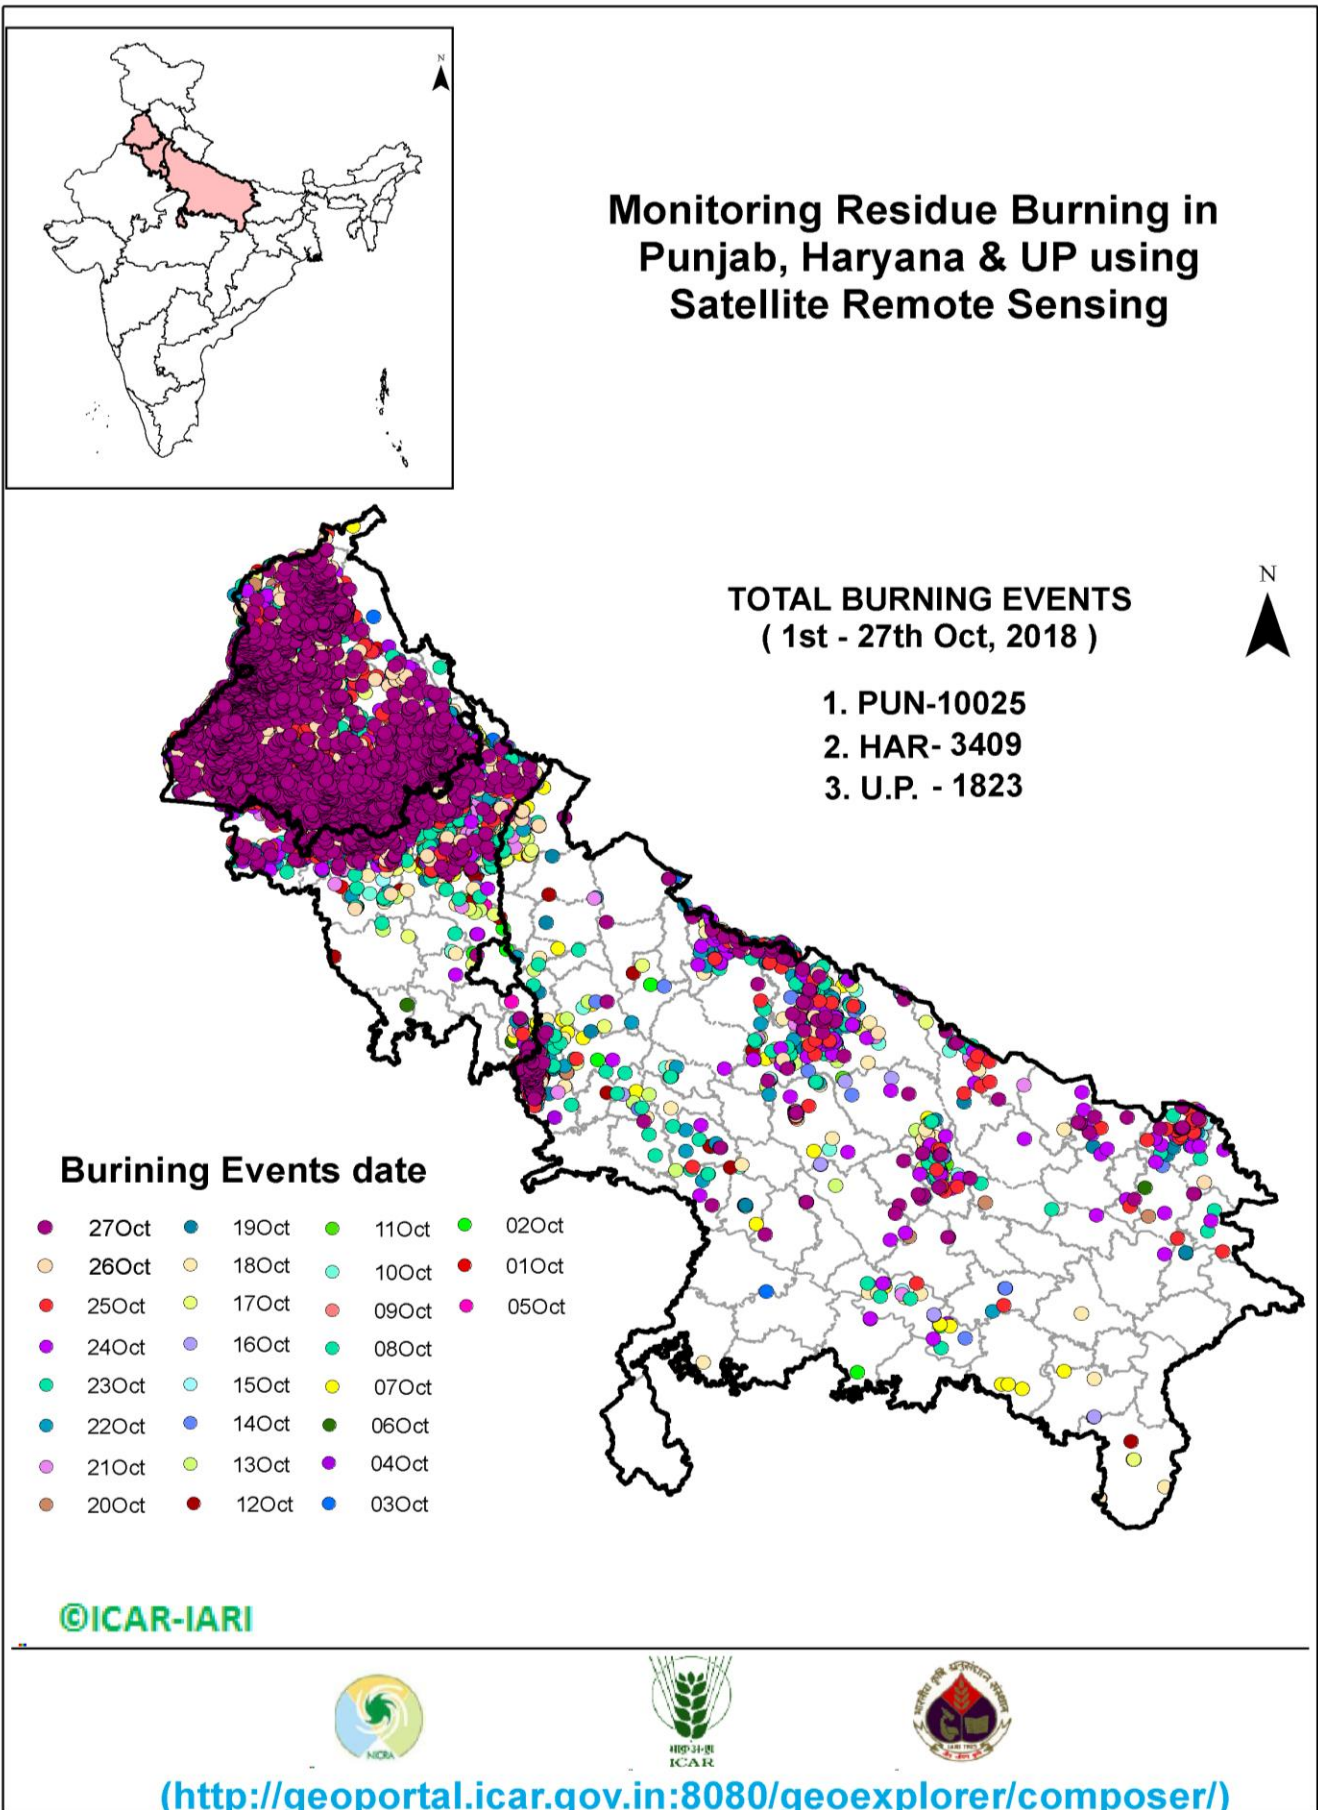 N
Monitoring Residue Burning in
Punjab, Haryana & UP using
Satellite Remote Sensing
TOTAL BURNING EVENTS
( 1st - 27th Oct, 2018 )
N
1. PUN-10025
2. HAR- 3409
3. U.P. - 1823
Burining Events date
27Oct 19Oct 11Oct 02Oct
26Oct 18Oct 10Oct 01Oct
25Oct 17Oct 09Oct 05Oct
24Oct 16Oct 08Oct
23Oct 15Oct 07Oct
22Oct 14Oct 06Oct
21Oct 13Oct 04Oct
20Oct 12Oct 03Oct
©ICAR-IARI
NICRA
ICAR
(http://geoportal.icar.gov.in:8080/geoexplorer/composer/)